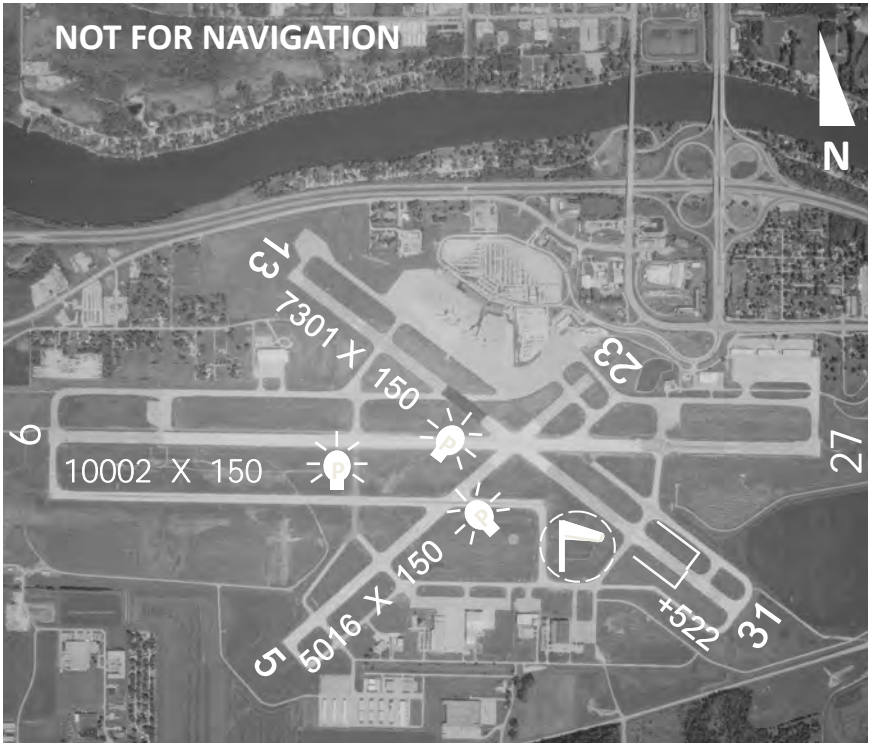 NOT FOR NAVIGATION
N
13
7301 X 150
23
9
10002 X 150
P
P
P
27
5
5016 X 150
+522
31